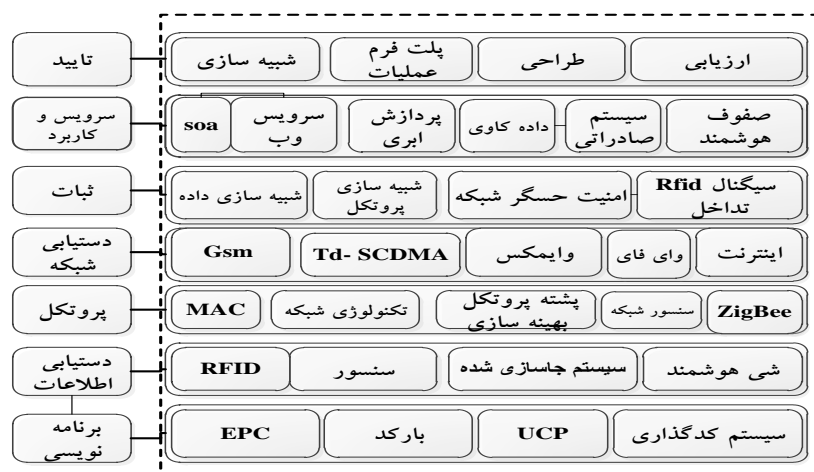 تایید
ارزیابی
طراحی
پلت فرم
عملیات
شبیه سازی
سرویس و
کاربرد
صفوف
هوشمند
سیستم
صادراتی
داده کاوی
پردازش
ابری
سرویس
وب
soa
ثبات
سیگنال Rfid
تداخل
امنیت حسگر شبکه
شبیه سازی
پروتکل
شبیه سازی داده
دستیابی
شبکه
اینترنت
وای فای
وایمکس
Td- SCDMA
Gsm
پروتکل
ZigBee
سنسور شبکه
پشته پروتکل
بهینه سازی
تکنولوژی شبکه
MAC
دستیابی
اطلاعات
شی هوشمند
سیستم جاسازی شده
سنسور
RFID
برنامه
نویسی
سیستم کدگذاری
UCP
بارکد
EPC